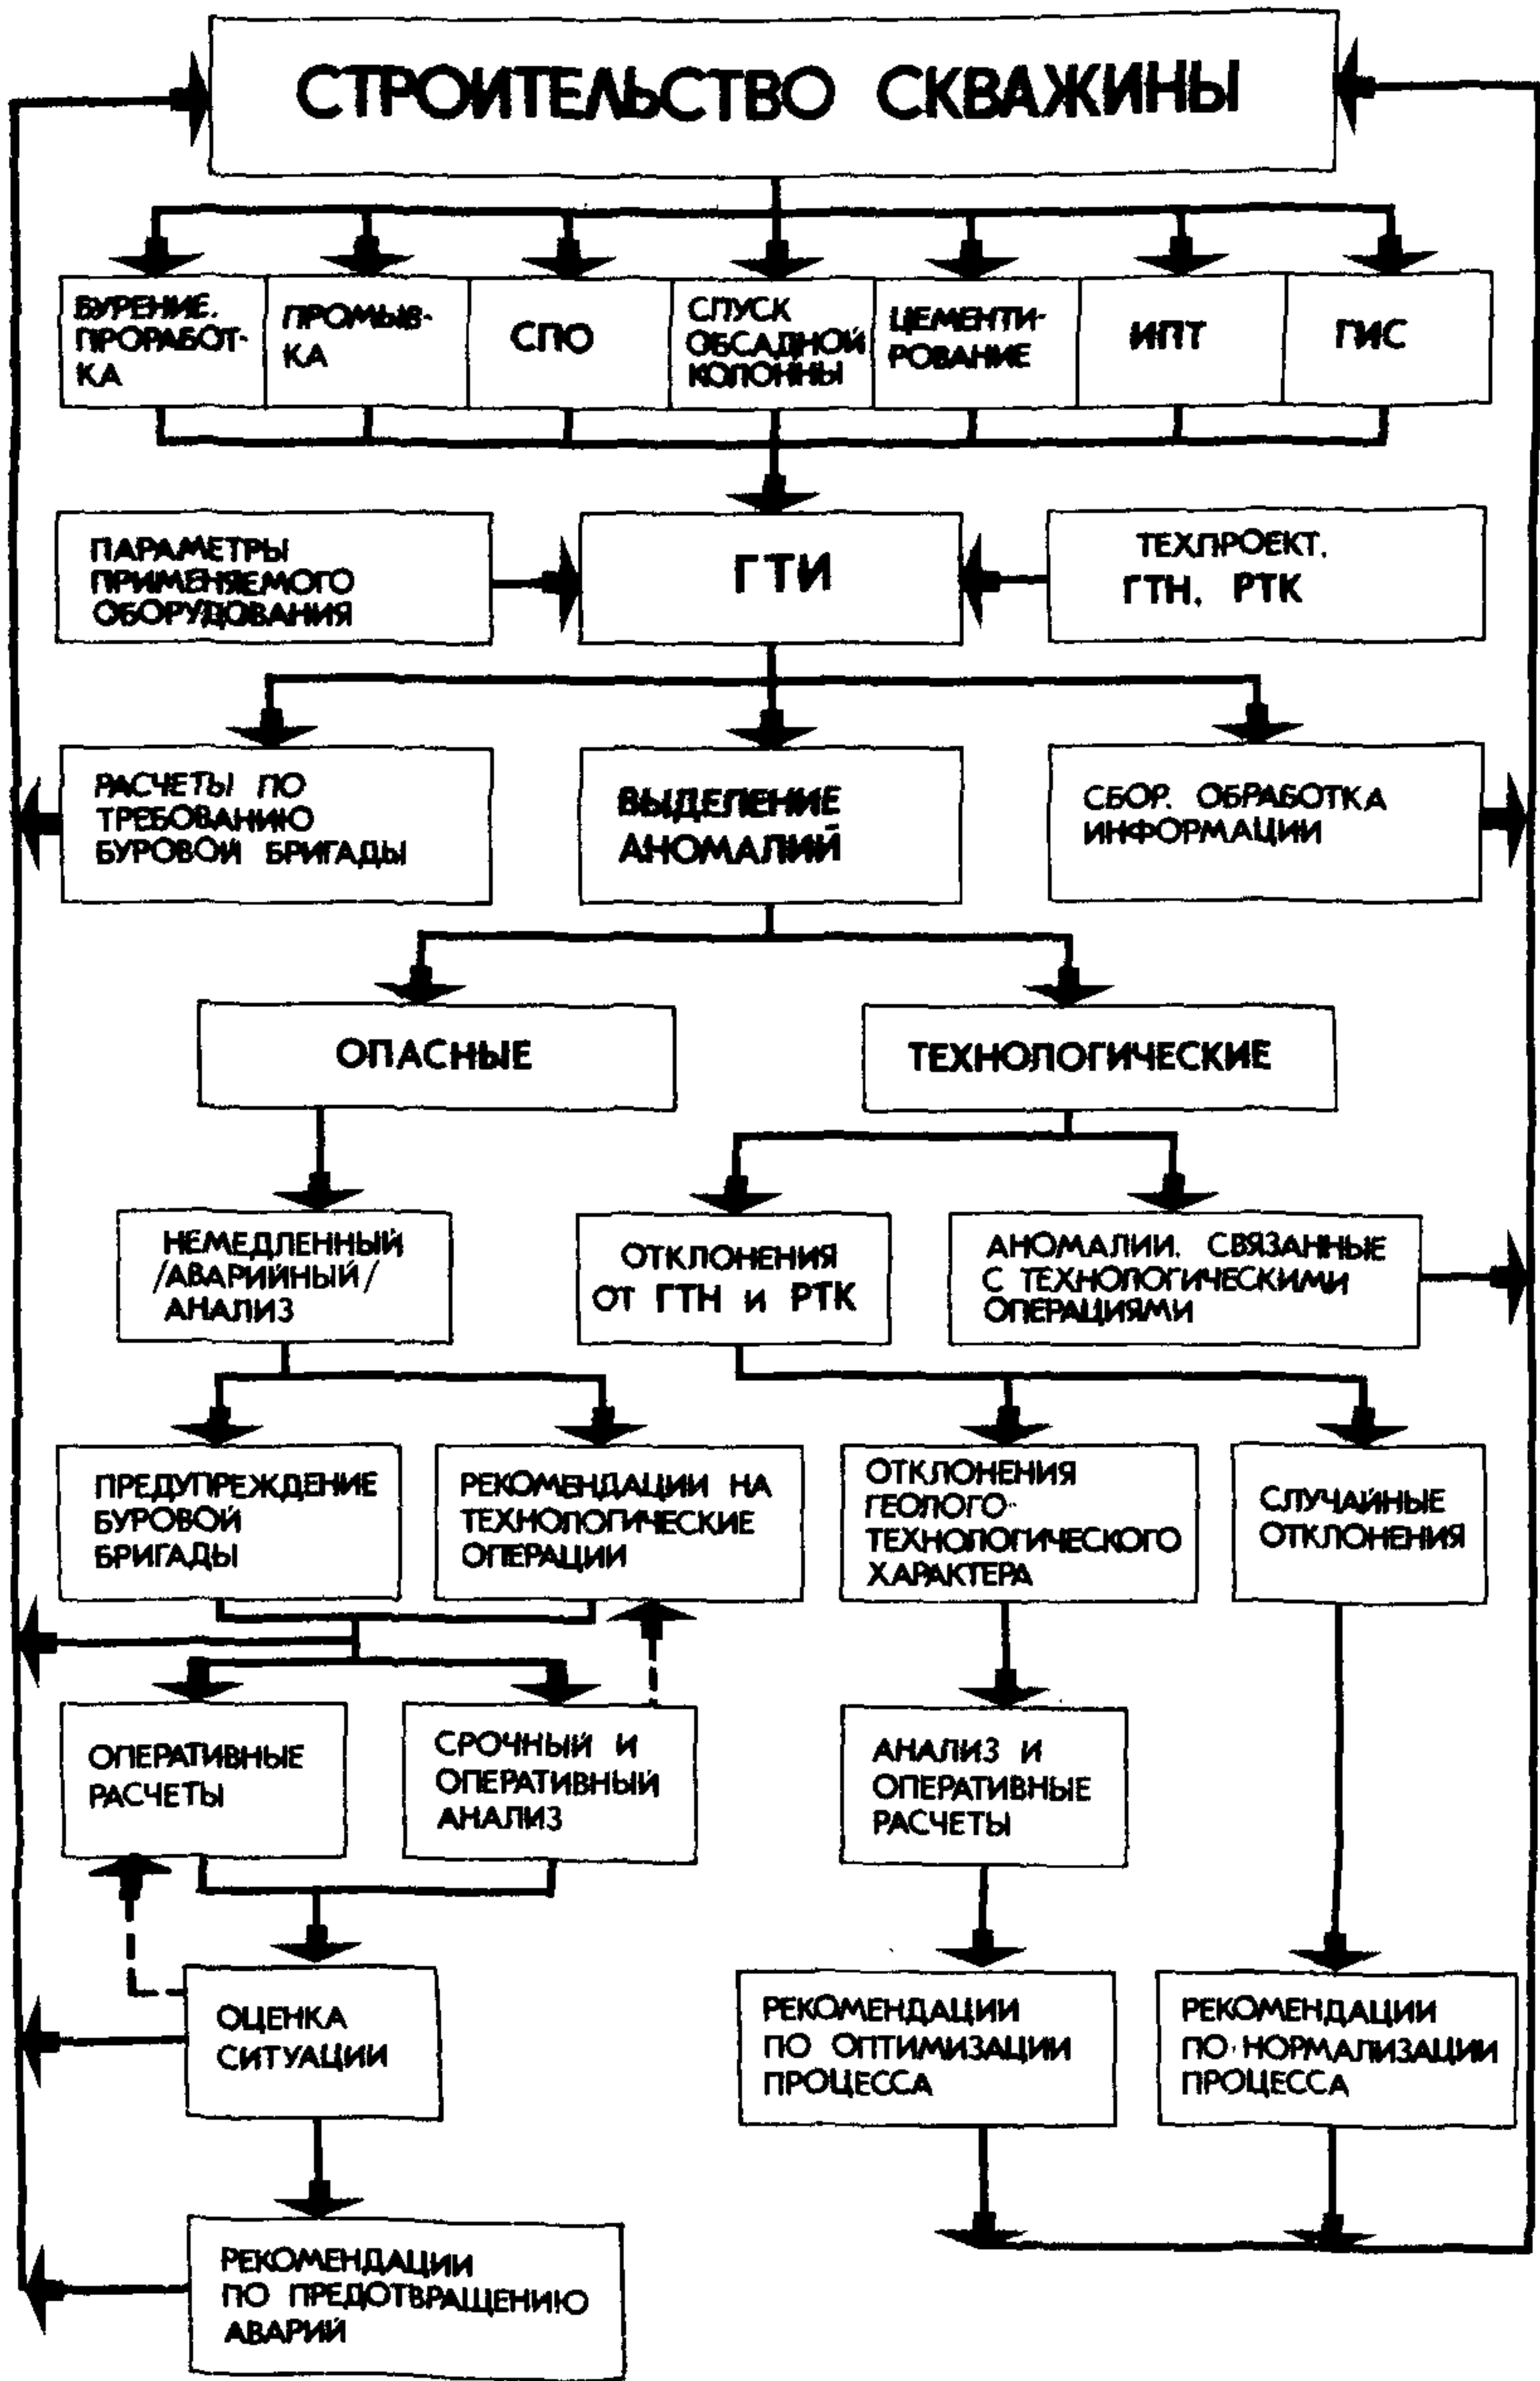 СТРОИТЕЛЬСТВО СКВАЖИНЫ
БУРЕНИЕ.
ПРОРАБОТ-
КА
ПРОМЫВ-
КА
СПО
СПУСК
ОБСАДНОЙ
КОЛОННЫ
ЦЕМЕНТИ-
РОВАНИЕ
ИПТ
ГИС
ПАРАМЕТРЫ
ПРИМЕНЯЕМОГО
ОБОРУДОВАНИЯ
ГТИ
ТЕХПРОЕКТ.
ГТН, РТК
РАСЧЕТЫ ПО
ТРЕБОВАНИЮ
БУРОВОЙ БРИГАДЫ
ВЫДЕЛЕНИЕ
АНОМАЛИЙ
СБОР. ОБРАБОТКА
ИНФОРМАЦИИ
ОПАСНЫЕ
ТЕХНОЛОГИЧЕСКИЕ
НЕМЕДЛЕННЫЙ
/АВАРИЙНЫЙ/
АНАЛИЗ
ОТКЛОНЕНИЯ
ОТ ГТН И РТК
АНОМАЛИИ. СВЯЗАННЫЕ
С ТЕХНОЛОГИЧЕСКИМИ
ОПЕРАЦИЯМИ
ПРЕДУПРЕЖДЕНИЕ
БУРОВОЙ
БРИГАДЫ
РЕКОМЕНДАЦИИ НА
ТЕХНОЛОГИЧЕСКИЕ
ОПЕРАЦИИ
ОТКЛОНЕНИЯ
ГЕОЛОГО-
ТЕХНОЛОГИЧЕСКОГО
ХАРАКТЕРА
СЛУЧАЙНЫЕ
ОТКЛОНЕНИЯ
ОПЕРАТИВНЫЕ
РАСЧЕТЫ
СРОЧНЫЙ И
ОПЕРАТИВНЫЙ
АНАЛИЗ
АНАЛИЗ И
ОПЕРАТИВНЫЕ
РАСЧЕТЫ
ОЦЕНКА
СИТУАЦИИ
РЕКОМЕНДАЦИИ
ПО ОПТИМИЗАЦИИ
ПРОЦЕССА
РЕКОМЕНДАЦИИ
ПО НОРМАЛИЗАЦИИ
ПРОЦЕССА
РЕКОМЕНДАЦИИ
ПО ПРЕДОТВРАЩЕНИЮ
АВАРИЙ